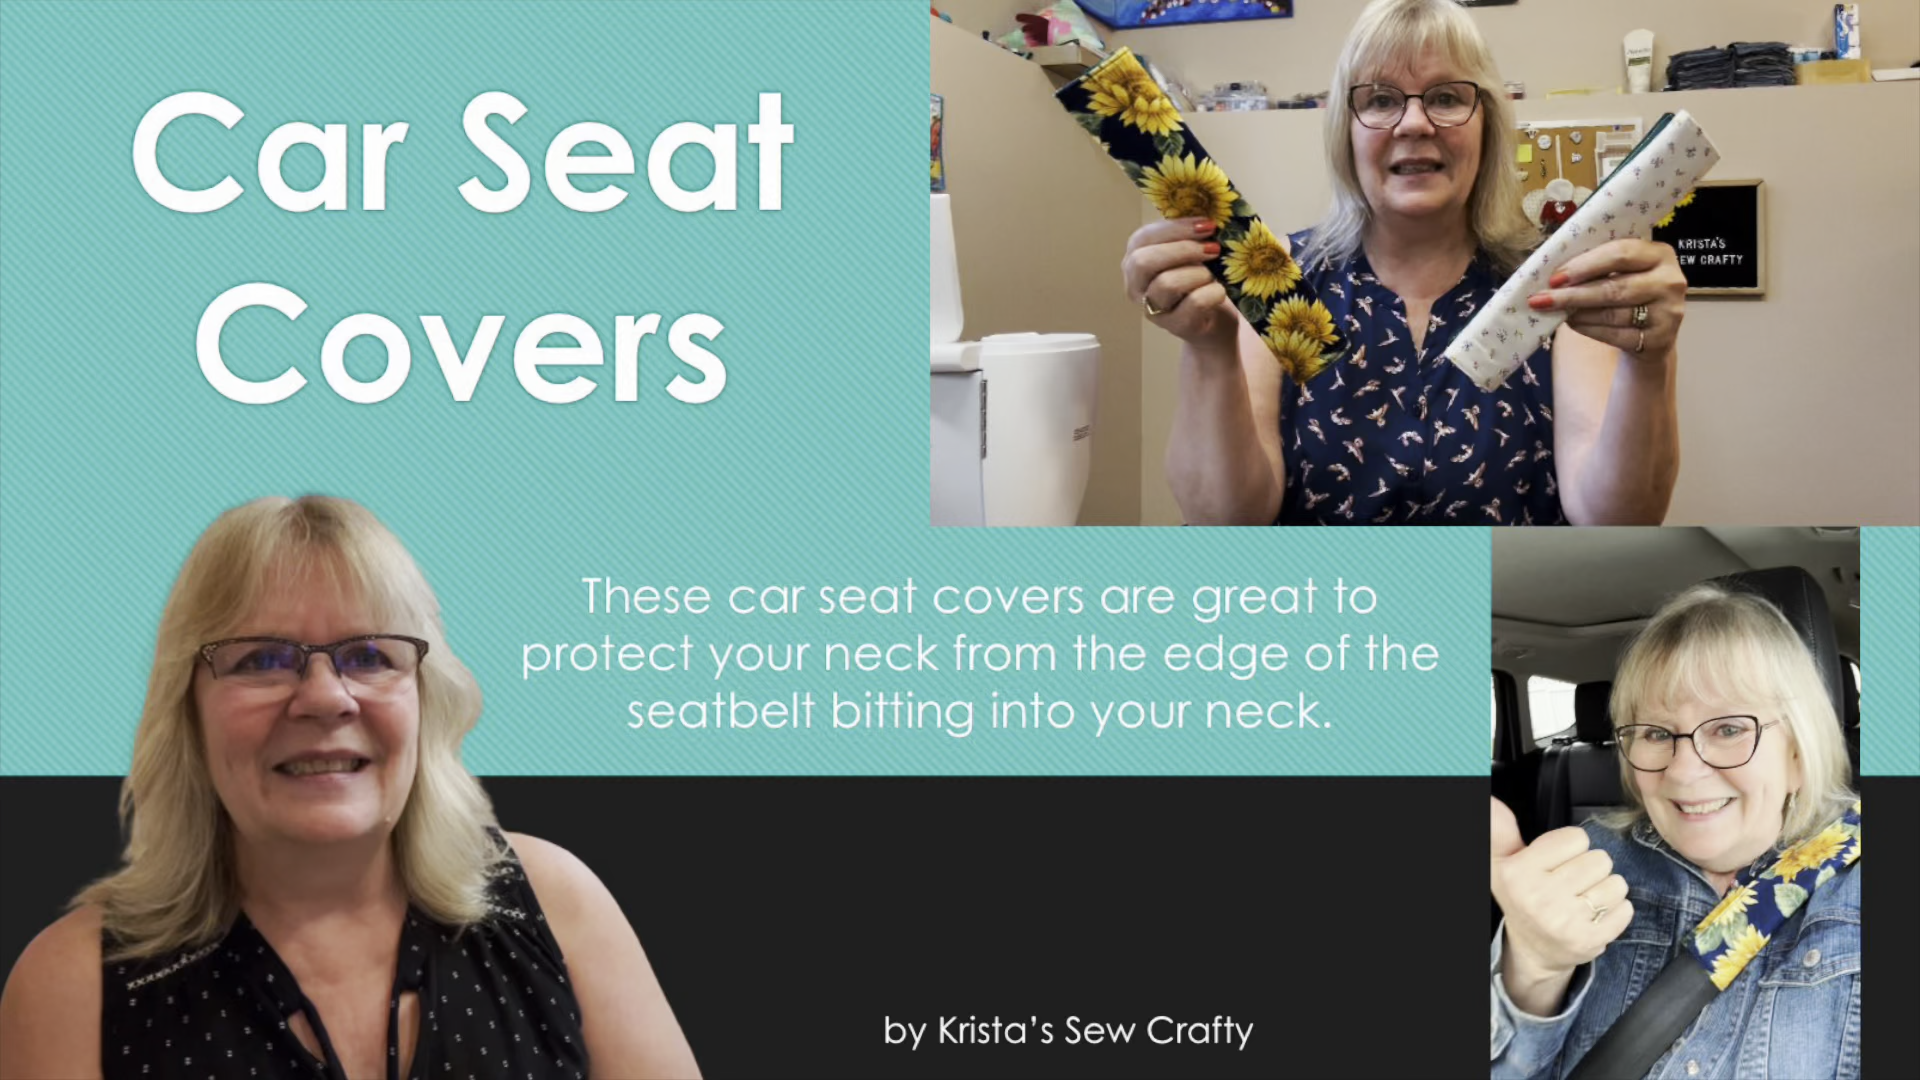 Car Seat
Covers
KRISTA'S
EW CRAFTY
These car seat covers are great to
protect your neck from the edge of the
seatbelt bitting into your neck.
by Krista's Sew Crafty